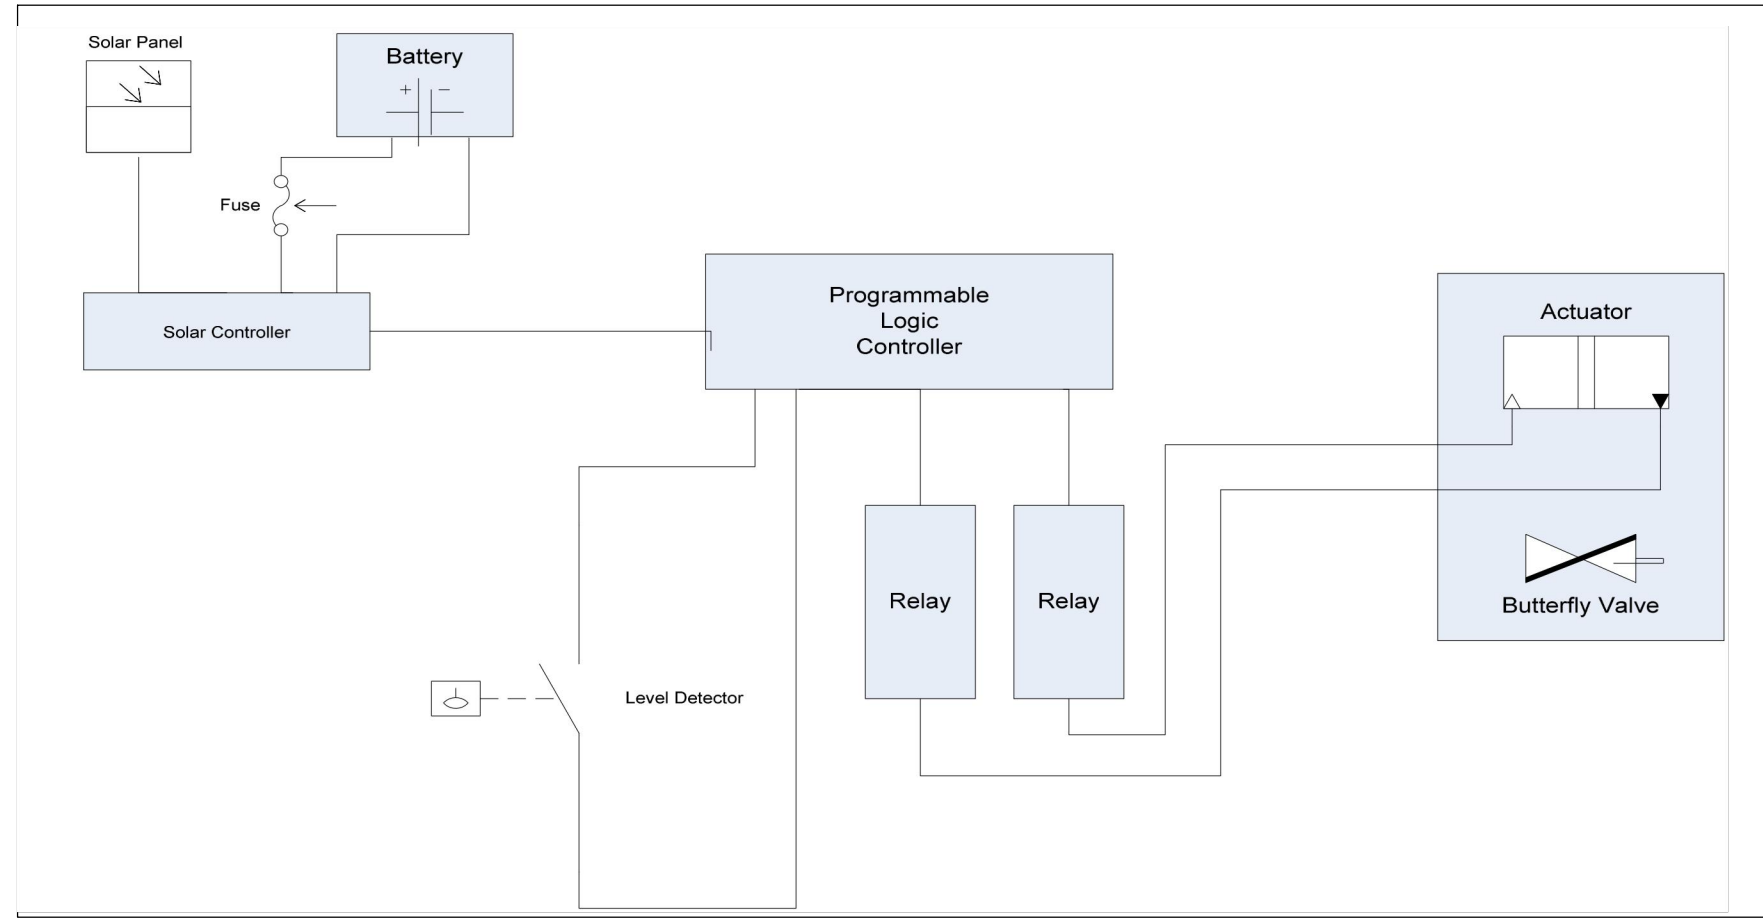 Solar Panel
Battery
+ −
Fuse
Solar Controller
Programmable
Logic
Controller
Actuator
Relay
Relay
Butterfly Valve
Level Detector